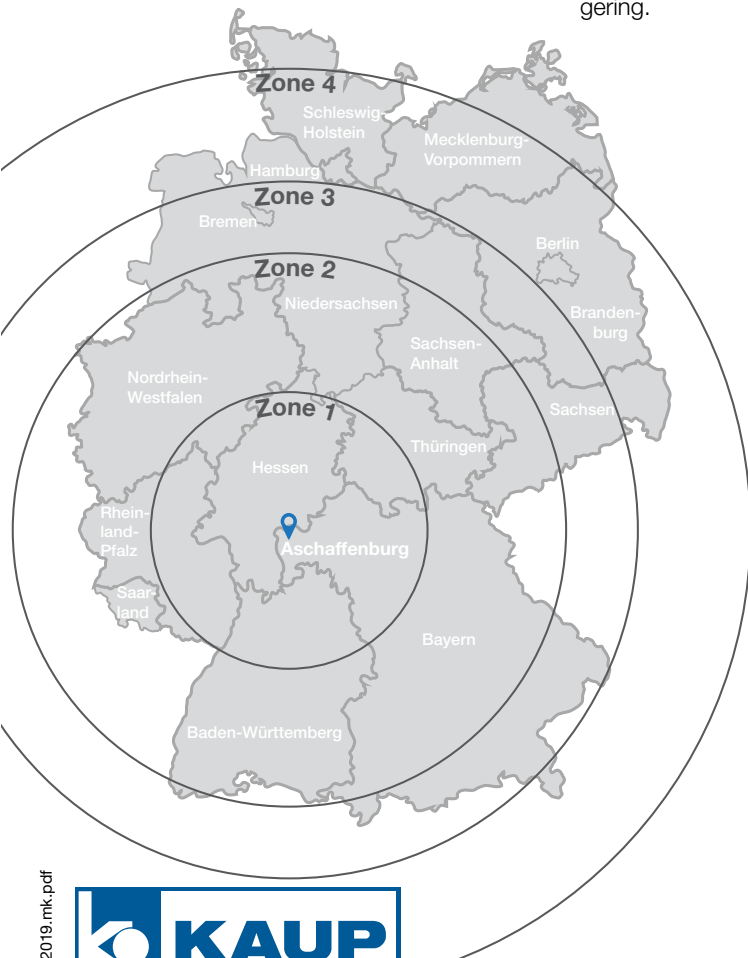 gering.
Zone 4
Schleswig-
Holstein
Mecklenburg-
Vorpommern
Hamburg
Zone 3
Bremen
Berlin
Zone 2
Niedersachsen
Branden-
burg
Sachsen-
Anhalt
Nordrhein-
Westfalen
Zone 1
Sachsen
Thüringen
Hessen
Rhein-
land-
Pfalz
Aschaffenburg
Saar-
land
Bayern
Baden-Württemberg
2019.mk.pdf
KAUP